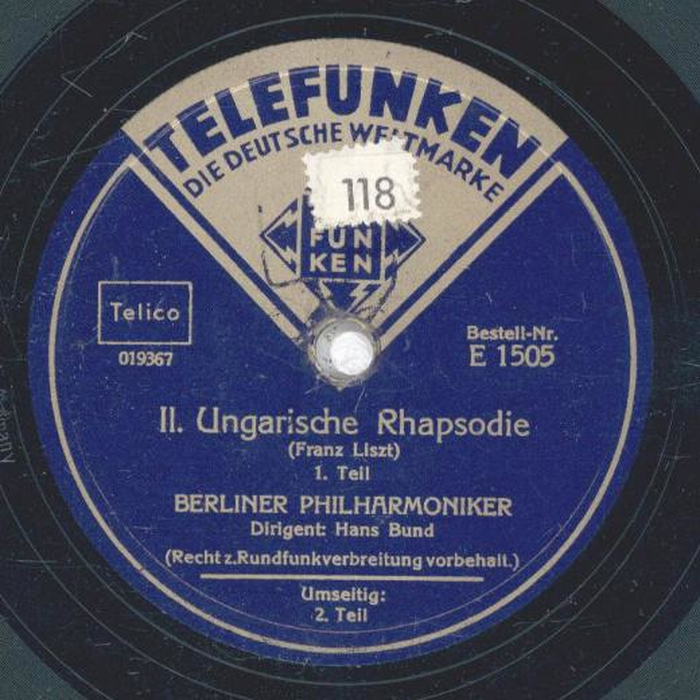 TELEFUNKEN
DIE DEUTSCHE WELTMARKE
118
FUN
KEN
Telico
019367
Bestell-Nr.
E 1505
II. Ungarische Rhapsodie
(Franz Liszt)
1. Teil
BERLINER PHILHARMONIKER
Dirigent: Hans Bund
(Recht z.Rundfunkverbreitung vorbehalt.)
Umseitig:
2. Teil